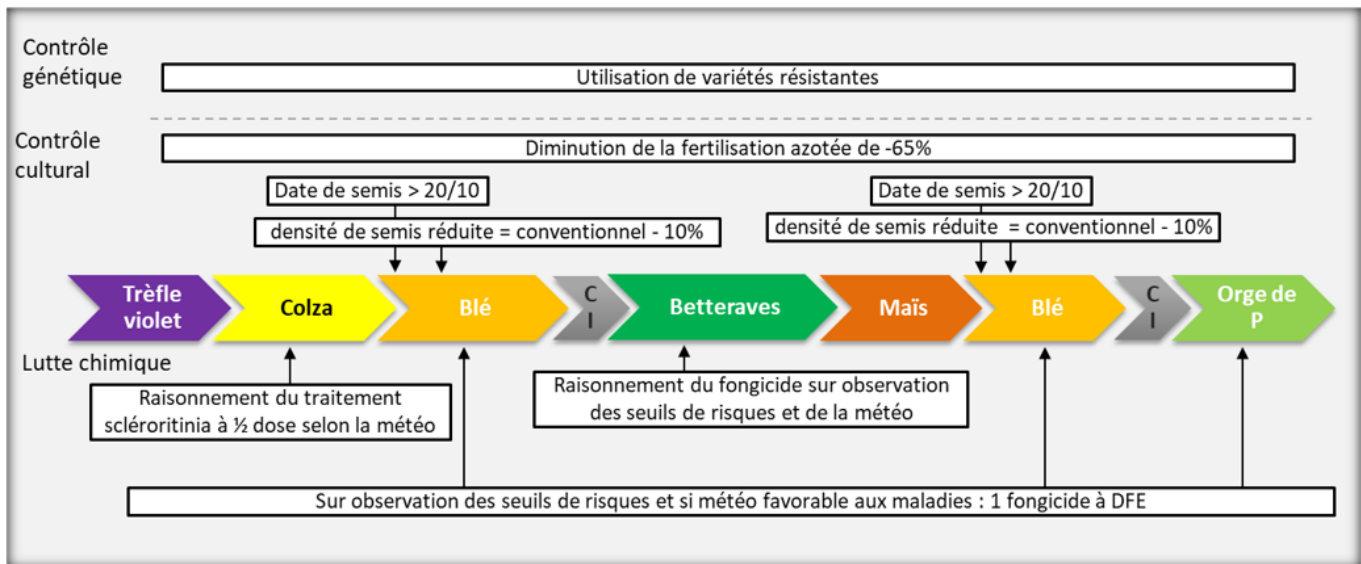 Contrôle
génétique
Utilisation de variétés résistantes
Contrôle
cultural
Diminution de la fertilisation azotée de -65%
Date de semis > 20/10
Date de semis > 20/10
densité de semis réduite = conventionnel - 10%
densité de semis réduite = conventionnel - 10%
Trèfle
violet
Colza
Blé
C
I
Betteraves
Maïs
Blé
C
I
Orge de
P
Lutte chimique
Raisonnement du traitement
scléroritinia à ½ dose selon la météo
Raisonnement du fongicide sur observation
des seuils de risques et de la météo
Sur observation des seuils de risques et si météo favorable aux maladies : 1 fongicide à DFE